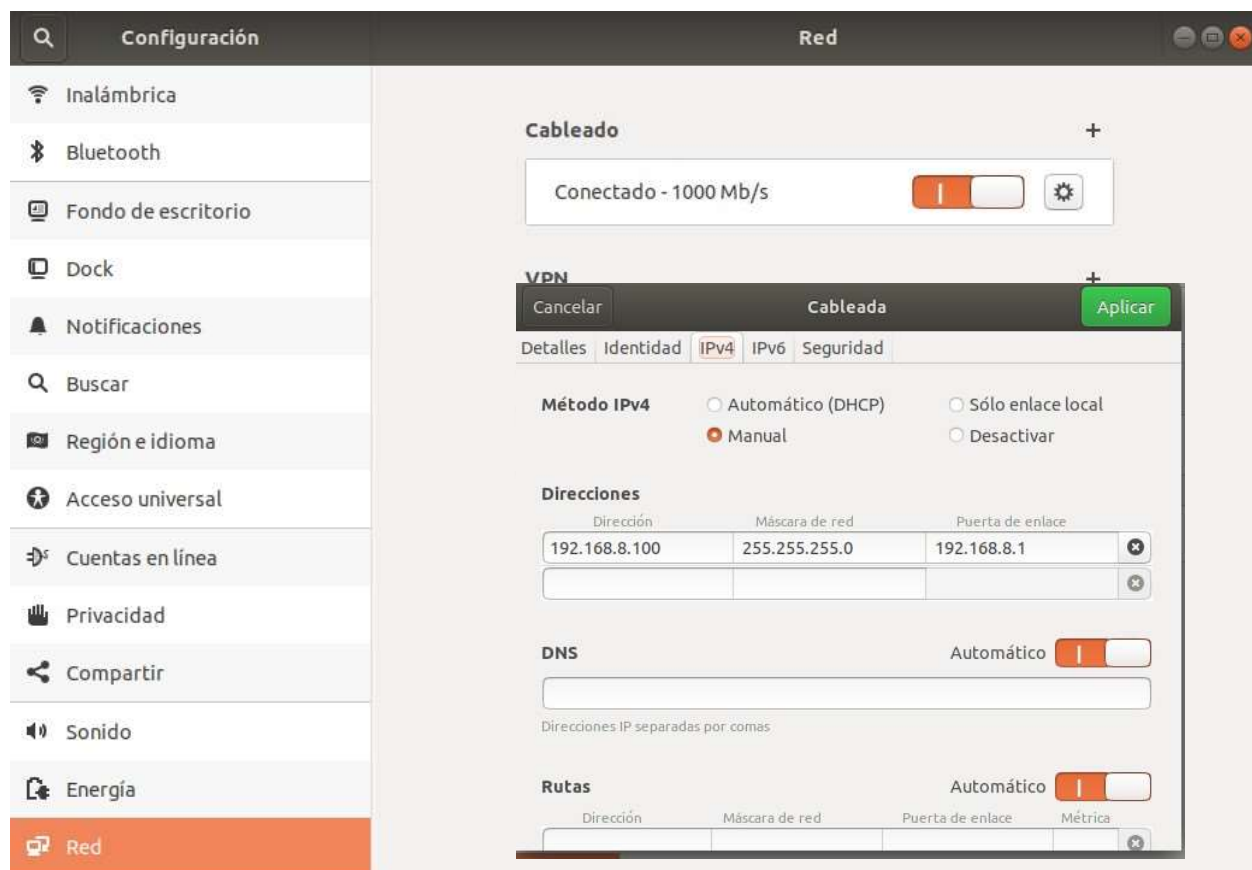 Configuración
Red
Inalámbrica
Bluetooth
Fondo de escritorio
Dock
Notificaciones
Buscar
Región e idioma
Acceso universal
Cuentas en línea
Privacidad
Compartir
Sonido
Energía
Red
Cableado
Conectado - 1000 Mb/s
VPN
Cancelar Cableada Aplicar
Detalles Identidad IPv4 IPv6 Seguridad
Método IPv4 Automático (DHCP) Sólo enlace local
Manual Desactivar
Direcciones
Dirección Máscara de red Puerta de enlace
192.168.8.100 255.255.255.0 192.168.8.1
DNS Automático
Direcciones IP separadas por comas
Rutas Automático
Dirección Máscara de red Puerta de enlace Métrica